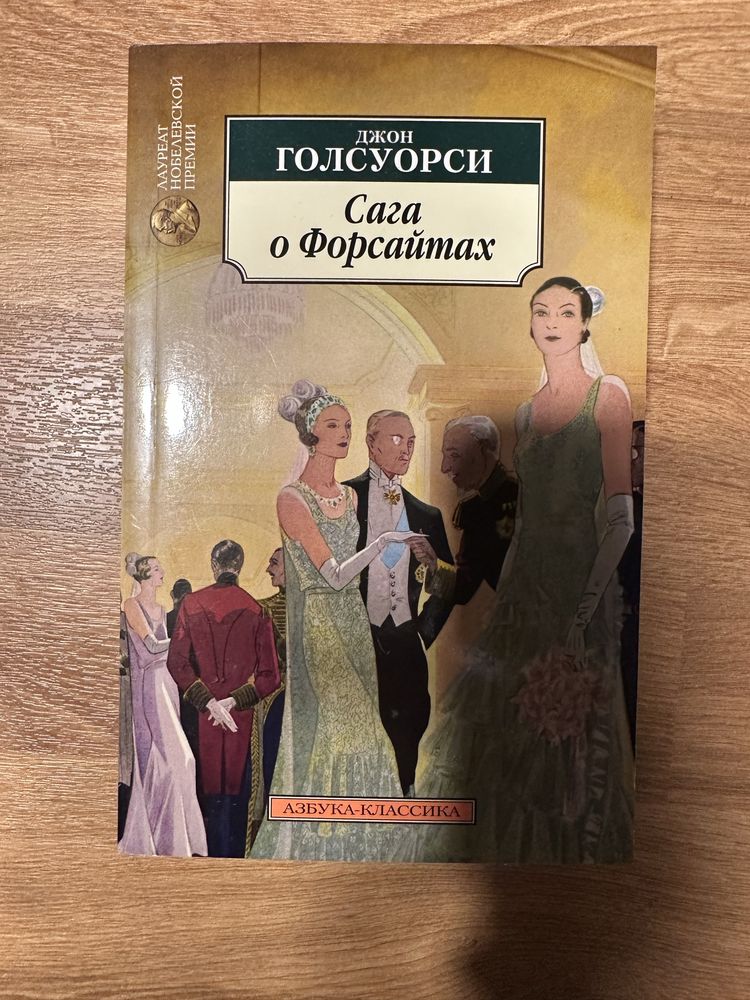 ЛАУРЕАТ
НОБЕЛЕВСКОЙ
ПРЕМИИ
ДЖОН
ГОЛСУОРСИ
Сага
о Форсайтах
АЗБУКА-КЛАССИКА